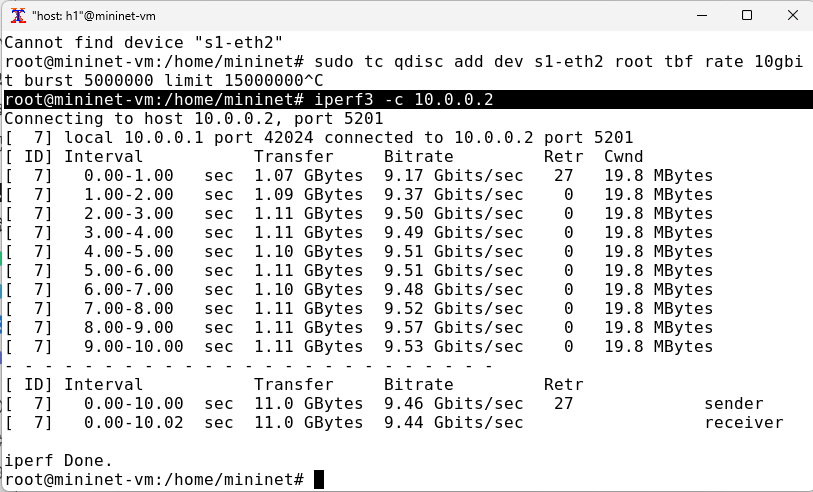 "host: h1"@mininet-vm
Cannot find device "s1-eth2"
root@mininet-vm:/home/mininet# sudo tc qdisc add dev s1-eth2 root tbf rate 10gbi
t burst 5000000 limit 15000000^C
root@mininet-vm:/home/mininet# iperf3 -c 10.0.0.2
Connecting to host 10.0.0.2, port 5201
[  7] local 10.0.0.1 port 42024 connected to 10.0.0.2 port 5201
[ ID] Interval           Transfer     Bitrate         Retr  Cwnd
[  7]   0.00-1.00   sec  1.07 GBytes  9.17 Gbits/sec   27   19.8 MBytes
[  7]   1.00-2.00   sec  1.09 GBytes  9.37 Gbits/sec    0   19.8 MBytes
[  7]   2.00-3.00   sec  1.11 GBytes  9.50 Gbits/sec    0   19.8 MBytes
[  7]   3.00-4.00   sec  1.11 GBytes  9.49 Gbits/sec    0   19.8 MBytes
[  7]   4.00-5.00   sec  1.10 GBytes  9.51 Gbits/sec    0   19.8 MBytes
[  7]   5.00-6.00   sec  1.11 GBytes  9.51 Gbits/sec    0   19.8 MBytes
[  7]   6.00-7.00   sec  1.10 GBytes  9.48 Gbits/sec    0   19.8 MBytes
[  7]   7.00-8.00   sec  1.11 GBytes  9.52 Gbits/sec    0   19.8 MBytes
[  7]   8.00-9.00   sec  1.11 GBytes  9.57 Gbits/sec    0   19.8 MBytes
[  7]   9.00-10.00  sec  1.11 GBytes  9.53 Gbits/sec    0   19.8 MBytes
- - - - - - - - - - - - - - - - - - - - - - - - -
[ ID] Interval           Transfer     Bitrate         Retr
[  7]   0.00-10.00  sec  11.0 GBytes  9.46 Gbits/sec   27             sender
[  7]   0.00-10.02  sec  11.0 GBytes  9.44 Gbits/sec                  receiver
iperf Done.
root@mininet-vm:/home/mininet#